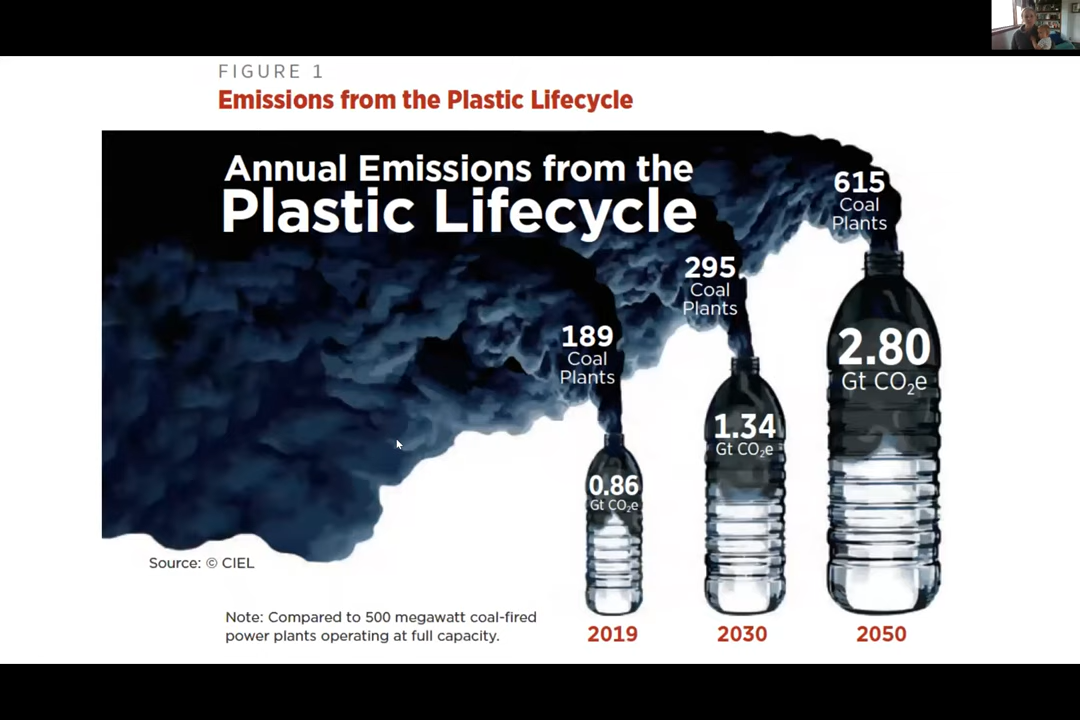 FIGURE 1
Emissions from the Plastic Lifecycle
Annual Emissions from the
Plastic Lifecycle
615
Coal
Plants
295
Coal
Plants
189
Coal
Plants
2.80
Gt CO₂e
1.34
Gt CO₂e
0.86
Gt CO₂e
Source: © CIEL
Note: Compared to 500 megawatt coal-fired
power plants operating at full capacity.
2019
2030
2050